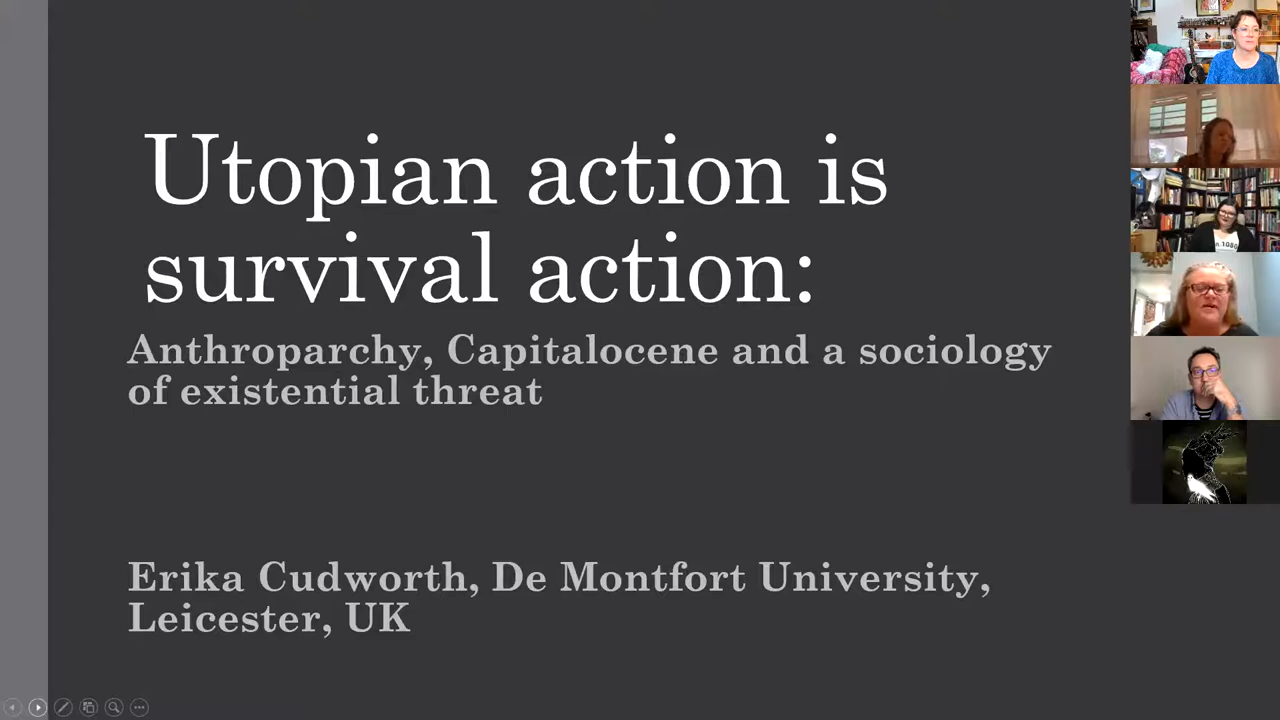 Utopian action is
survival action:
Anthroparchy, Capitalocene and a sociology
of existential threat
Erika Cudworth, De Montfort University,
Leicester, UK